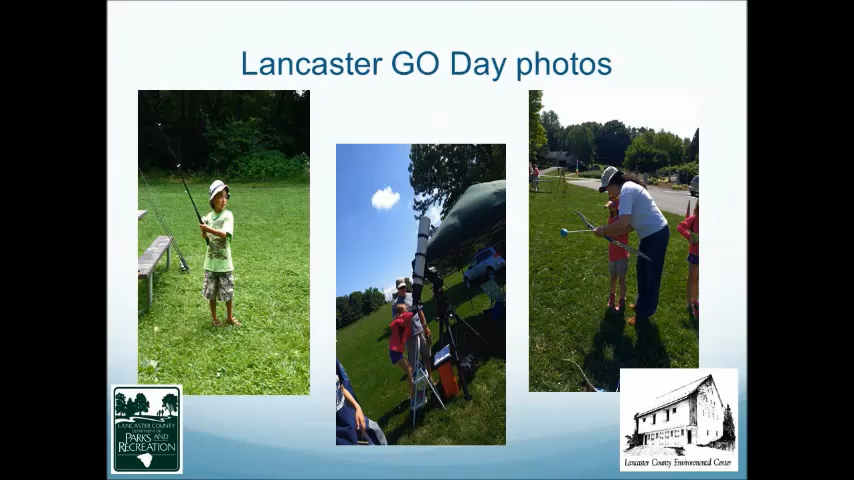 Lancaster GO Day photos
LANCASTER COUNTY
DEPARTMENT OF
PARKS AND
RECREATION
Lancaster County Environmental Center